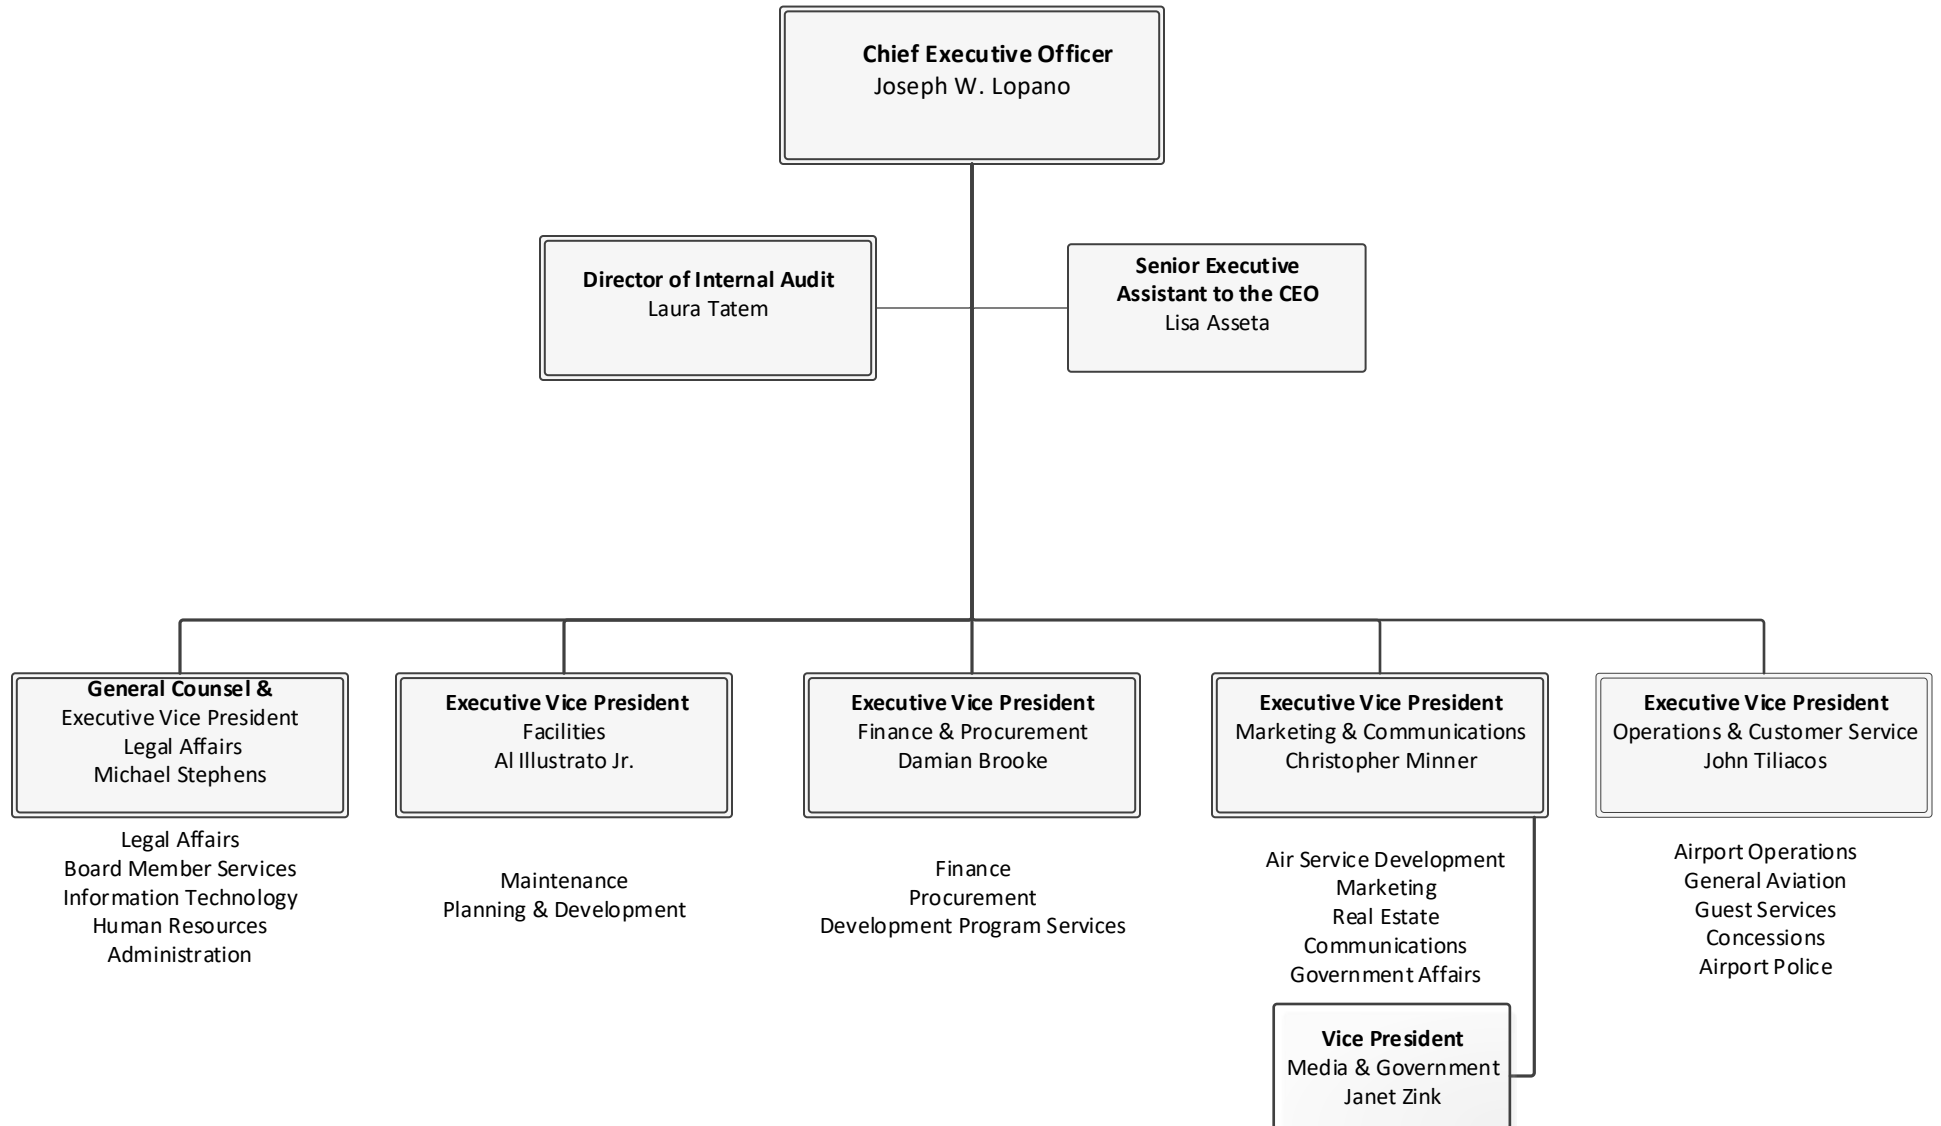 Chief Executive Officer
Joseph W. Lopano
Director of Internal Audit
Laura Tatem
Senior Executive
Assistant to the CEO
Lisa Asseta
General Counsel &
Executive Vice President
Legal Affairs
Michael Stephens
Legal Affairs
Board Member Services
Information Technology
Human Resources
Administration
Executive Vice President
Facilities
Al Illustrato Jr.
Maintenance
Planning & Development
Executive Vice President
Finance & Procurement
Damian Brooke
Finance
Procurement
Development Program Services
Executive Vice President
Marketing & Communications
Christopher Minner
Air Service Development
Marketing
Real Estate
Communications
Government Affairs
Vice President
Media & Government
Janet Zink
Executive Vice President
Operations & Customer Service
John Tiliacos
Airport Operations
General Aviation
Guest Services
Concessions
Airport Police